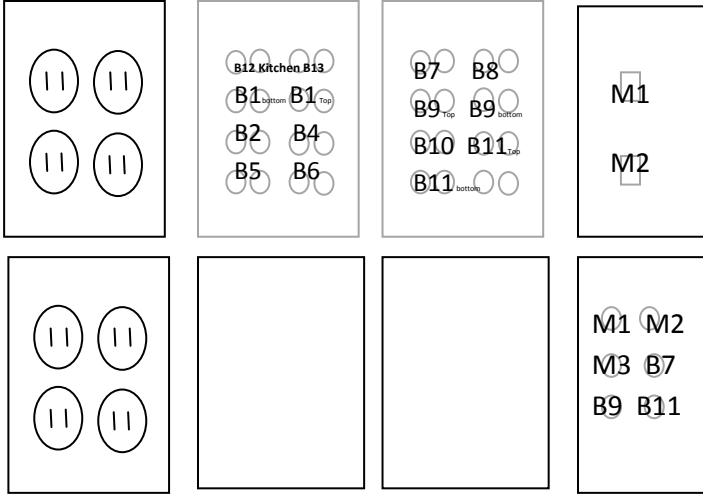 B12 Kitchen B13
B1 bottom B1 Top
B2 B4
B5 B6
B7 B8
B9 Top B9 bottom
B10 B11 Top
B11 bottom
M1
M2
M1 M2
M3 B7
B9 B11